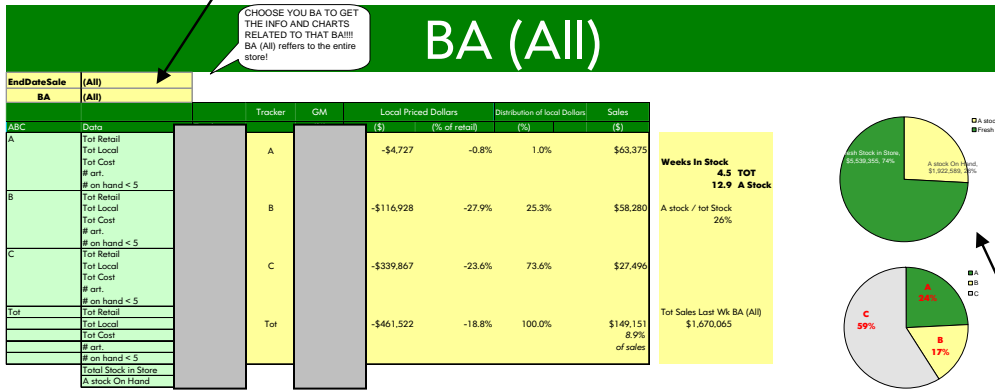 CHOOSE YOU BA TO GET
THE INFO AND CHARTS
RELATED TO THAT BA!!!!
BA (All) reffers to the entire
store!
BA (All)
EndDateSale (All)
BA (All)
Tracker GM Local Priced Dollars Distribution of local Dollars Sales
ABC Data ($) (% of retail) (%) ($)
A Tot Retail
Tot Local A -$4,727 -0.8% 1.0% $63,375
Tot Cost
# art.
# on hand < 5
B Tot Retail
Tot Local B -$116,928 -27.9% 25.3% $58,280
Tot Cost
# art.
# on hand < 5
C Tot Retail
Tot Local C -$339,867 -23.6% 73.6% $27,496
Tot Cost
# art.
# on hand < 5
Tot Tot Retail
Tot Local Tot -$461,522 -18.8% 100.0% $149,151
Tot Cost 8.9%
# art. of sales
# on hand < 5
Total Stock in Store
A stock On Hand
Weeks In Stock
4.5 TOT
12.9 A Stock
A stock / tot Stock
26%
Tot Sales Last Wk BA (All)
$1,670,065
Stock in Store,
$5,539,355, 74%
A stock On Hand,
$1,922,589, 26%
A
Fresh
A
24%
B
17%
C
59%
A
B
C